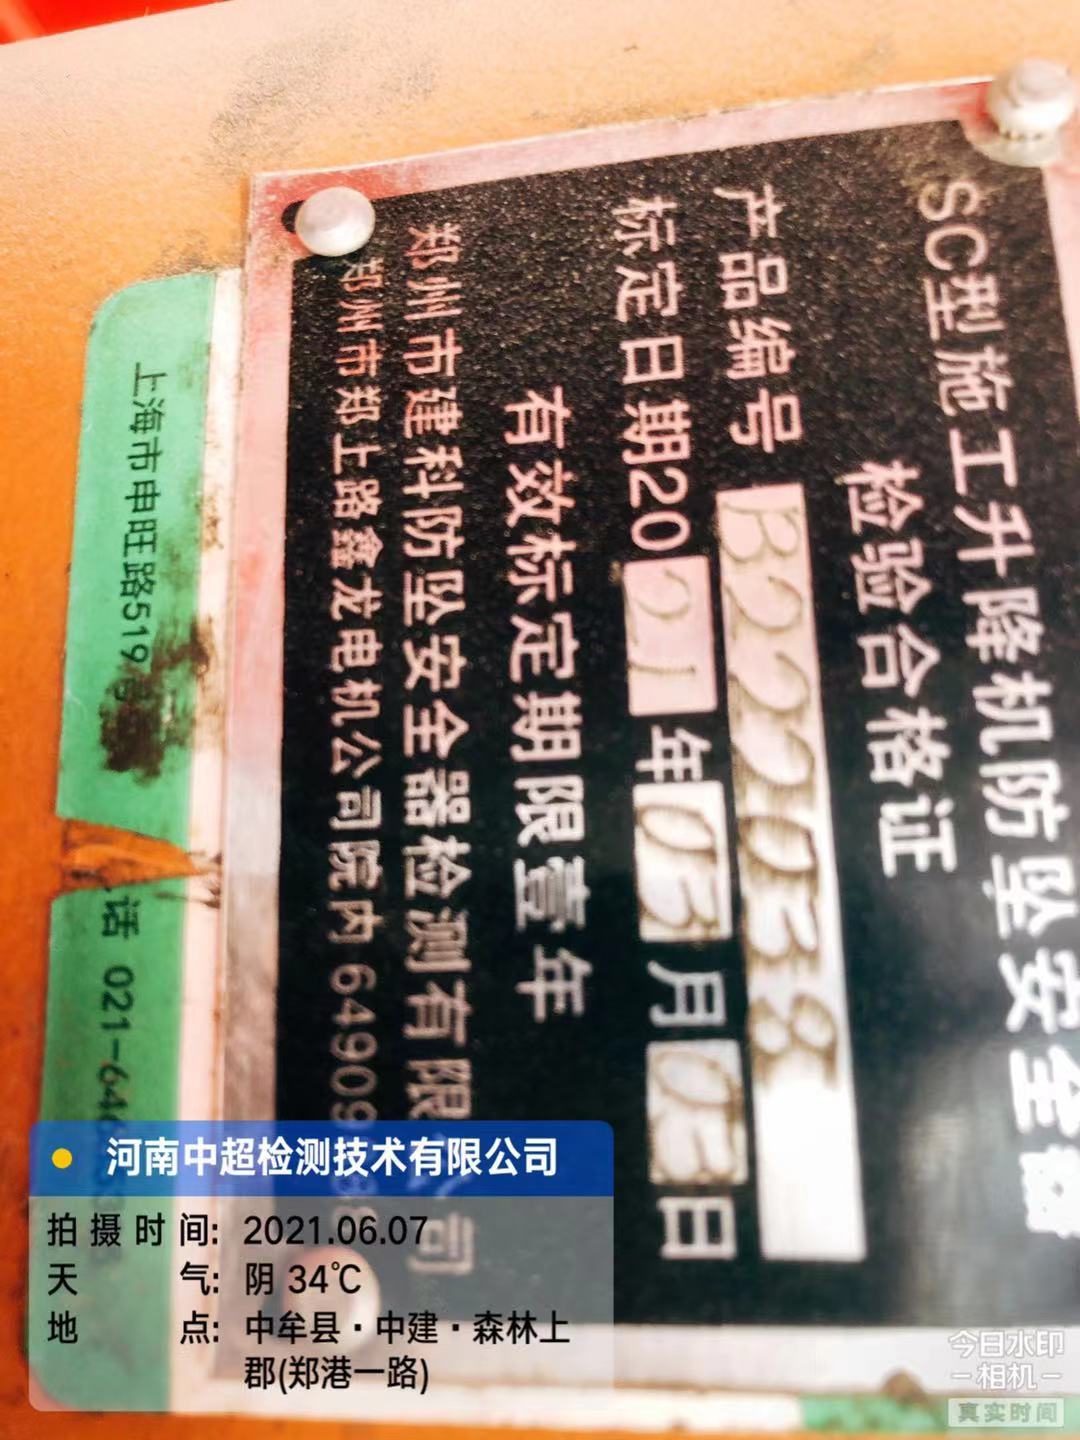 SC型施工升降机防坠安全器
检验合格证
产品编号
标定日期2021年 月05日
有效标定期限壹年
郑州市建科防坠安全器检测有限公司
郑州市郑上路鑫龙电机公司院内
上海市申旺路519号
话 021-646
河南中超检测技术有限公司
拍摄时间: 2021.06.07
天 气: 阴 34℃
地 点: 中牟县·中建·森林上
郡(郑港一路)
今日水印
-相机-
真实时间